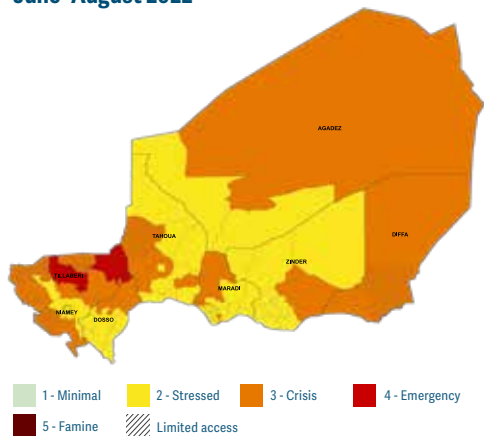 June-August 2022
AGADEZ
TAHOUA
DIFFA
ZINDER
TILLABERI
MARADI
NIAMEY
DOSSO
1 - Minimal
2 - Stressed
3 - Crisis
4 - Emergency
5 - Famine
Limited access